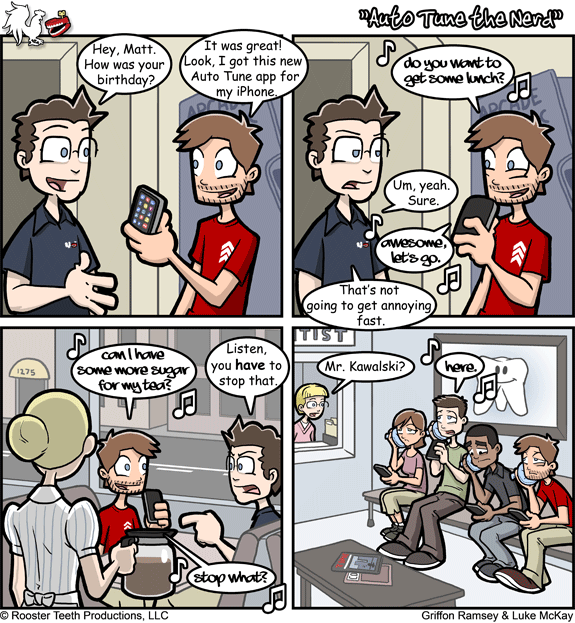 "Auto Tune the Nerd"
Hey, Matt.
How was your
birthday?
It was great!
Look, I got this new
Auto Tune app for
my iPhone.
ARCADE
do you want to
get some lunch?
ARCADE
Um, yeah.
Sure.
awesome,
let's go.
That's not
going to get annoying
fast.
can I have
some more sugar
for my tea?
Listen,
you have to
stop that.
1275
stop what?
TIST
Mr. Kawalski?
here.
© Rooster Teeth Productions, LLC
Griffon Ramsey & Luke McKay